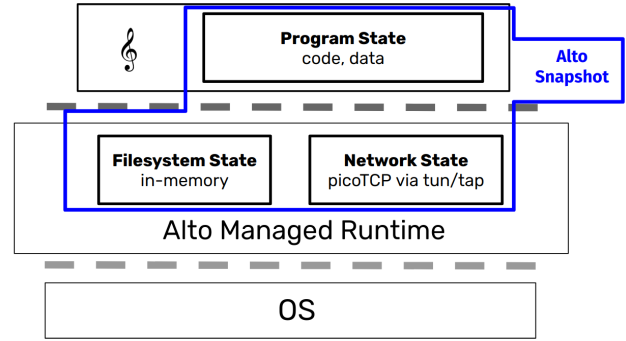 Program State
code, data
Alto
Snapshot
Filesystem State
in-memory
Network State
picoTCP via tun/tap
Alto Managed Runtime
OS